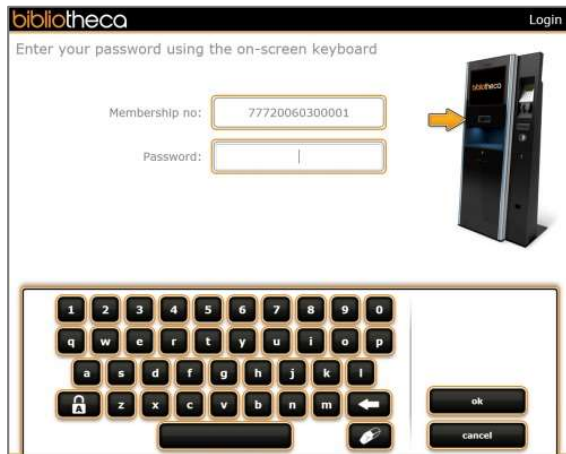 bibliotheca
Login
Enter your password using the on-screen keyboard
Membership no: 77720060300001
Password:
bibliotheca
1 2 3 4 5 6 7 8 9 0
q w e r t y u i o p
a s d f g h j k l
A z x c v b n m
ok
cancel